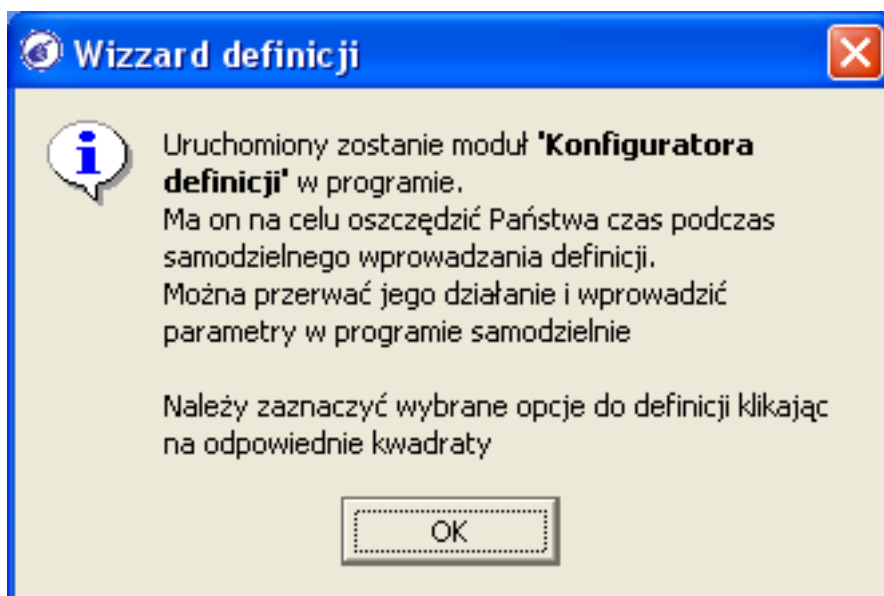 Wizzard definicji
Uruchomiony zostanie moduł 'Konfiguratora
definicji' w programie.
Ma on na celu oszczędzić Państwa czas podczas
samodzielnego wprowadzania definicji.
Można przerwać jego działanie i wprowadzić
parametry w programie samodzielnie
Należy zaznaczyć wybrane opcje do definicji klikając
na odpowiednie kwadraty
OK